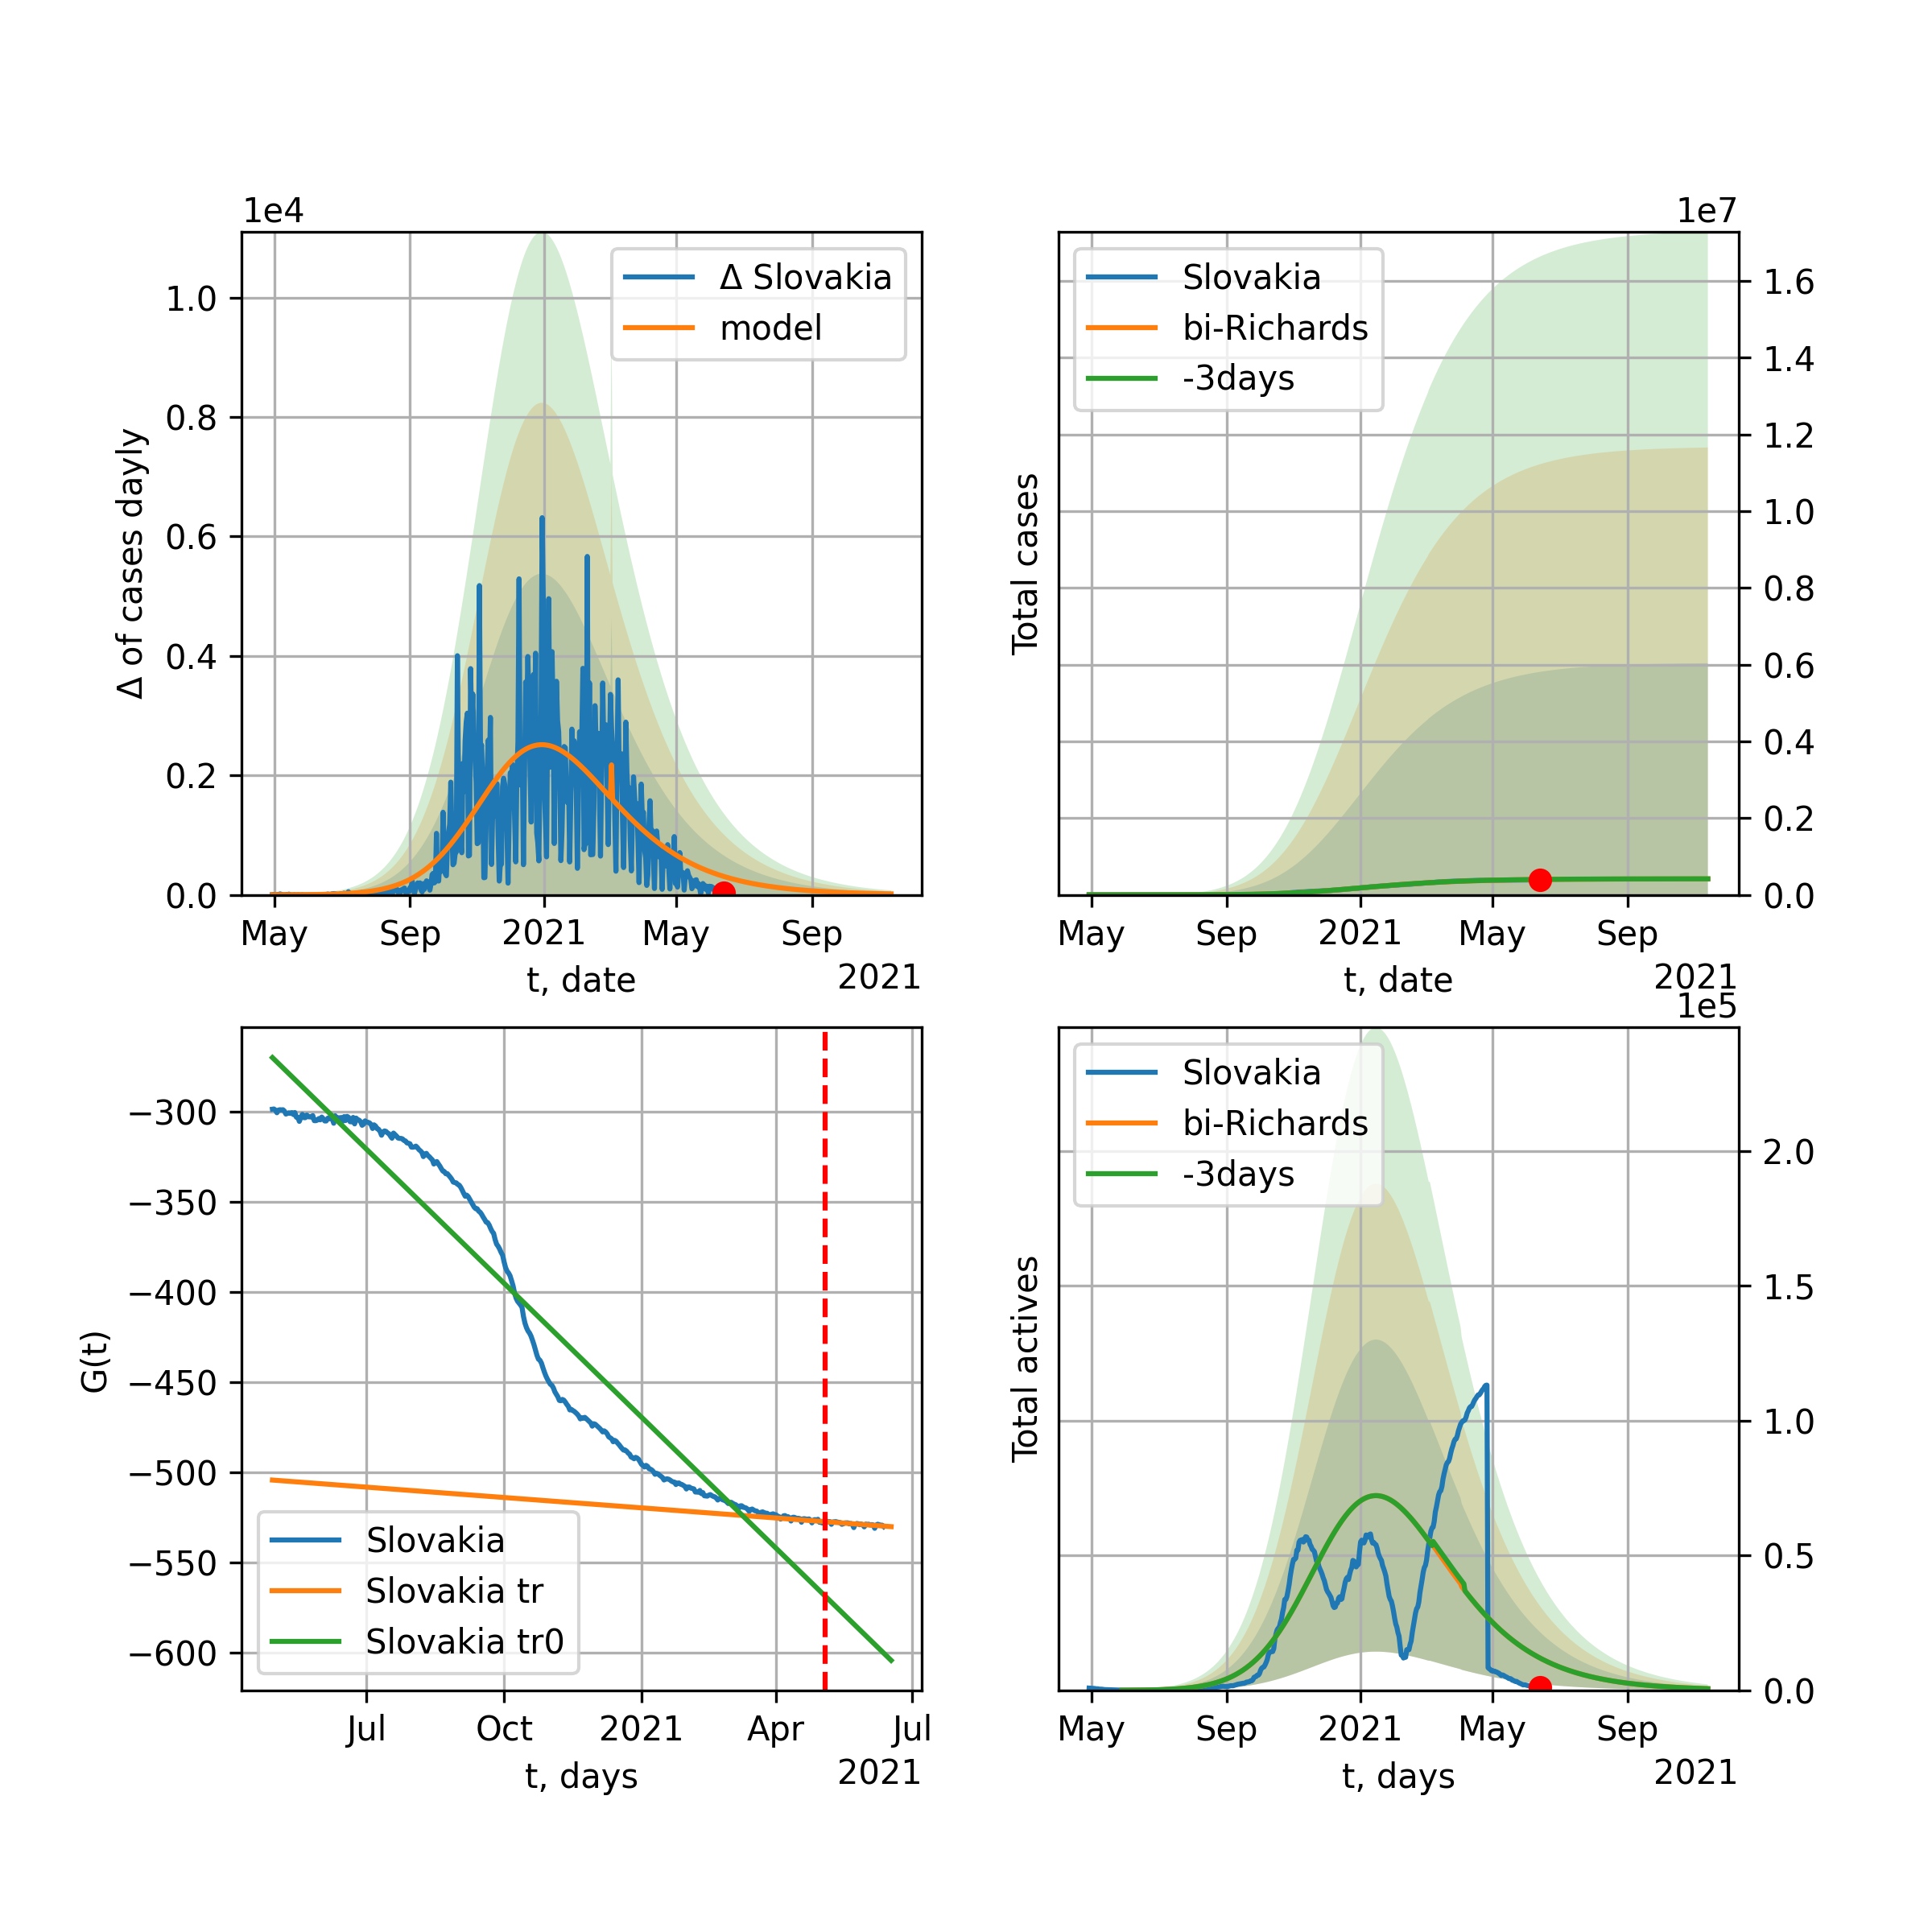 1e4
Δ of cases dayly
1.0
0.8
0.6
0.4
0.2
0.0
Δ Slovakia
model
May Sep 2021 May Sep
t, date
2021
1e7
Total cases
Slovakia
bi-Richards
-3days
1.6
1.4
1.2
1.0
0.8
0.6
0.4
0.2
0.0
May Sep 2021 May Sep
t, date
2021
G(t)
−300
−350
−400
−450
−500
−550
−600
Slovakia
Slovakia tr
Slovakia tr0
Jul Oct 2021 Apr Jul
t, days
2021
1e5
Total actives
Slovakia
bi-Richards
-3days
2.0
1.5
1.0
0.5
0.0
May Sep 2021 May Sep
t, days
2021